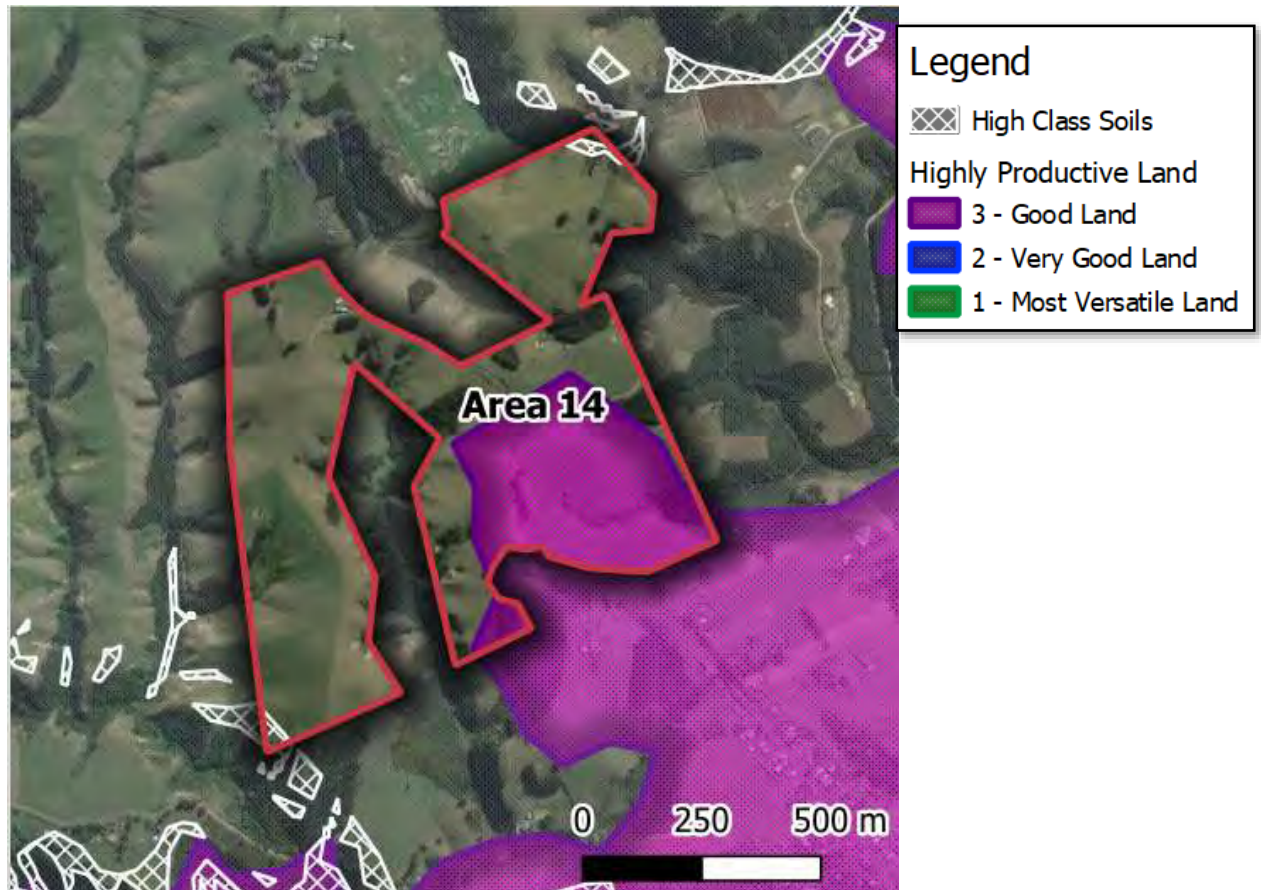 Legend
High Class Soils
Highly Productive Land
3 - Good Land
2 - Very Good Land
1 - Most Versatile Land
Area 14
0 250 500 m